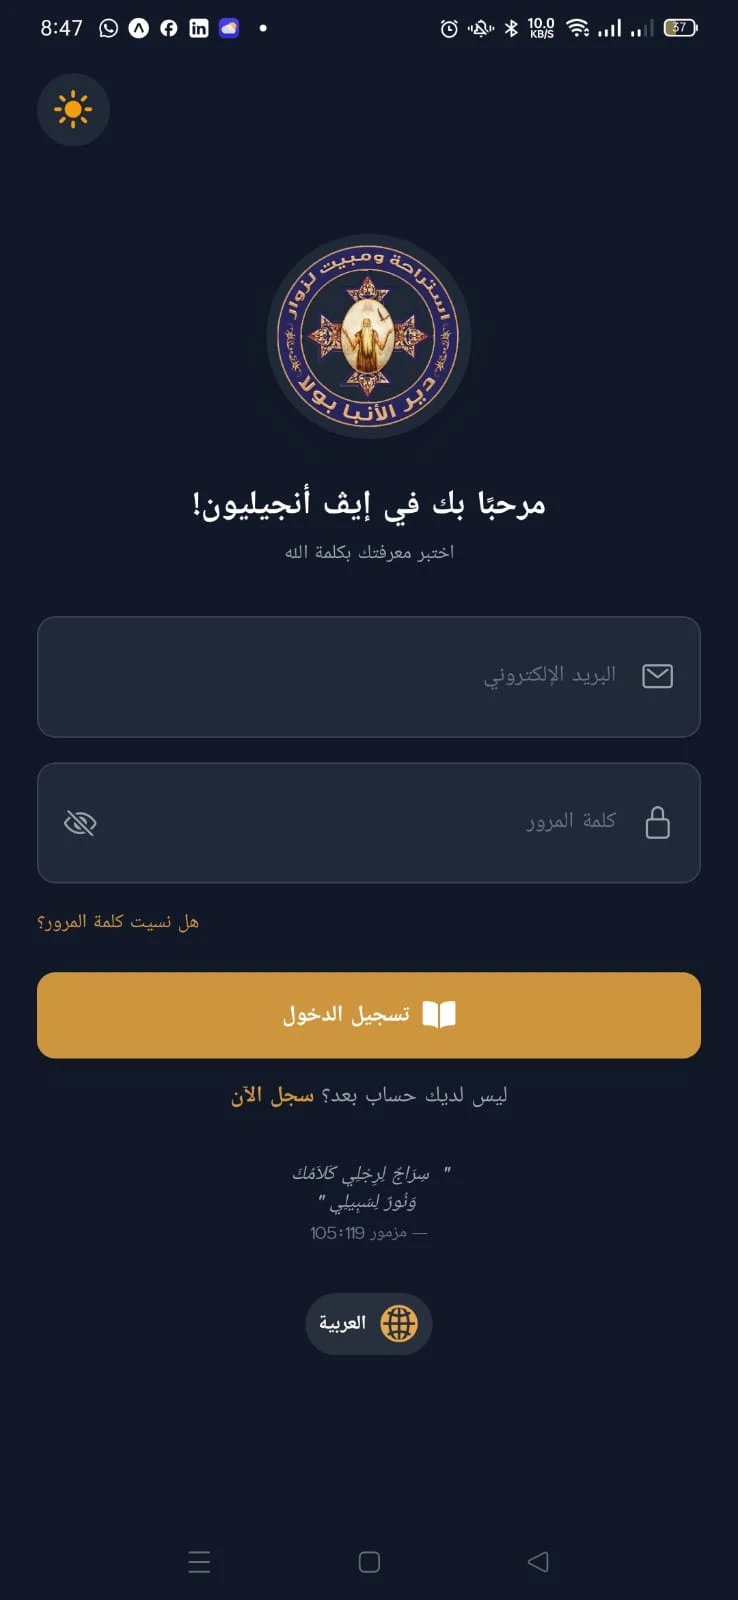 8:47
10.0
KB/S
37
استراحة ومبيت لزوار
دير الأنبا بولا
مرحبًا بك في إيڤ أنجيليون!
اختبر معرفتك بكلمة الله
البريد الإلكتروني
كلمة المرور
هل نسيت كلمة المرور؟
تسجيل الدخول
ليس لديك حساب بعد؟ سجل الآن
" سِرَاجٌ لِرِجْلِي كَلَامُكَ
وَنُورٌ لِسَبِيلِي "
— مزمور 119:105
العربية